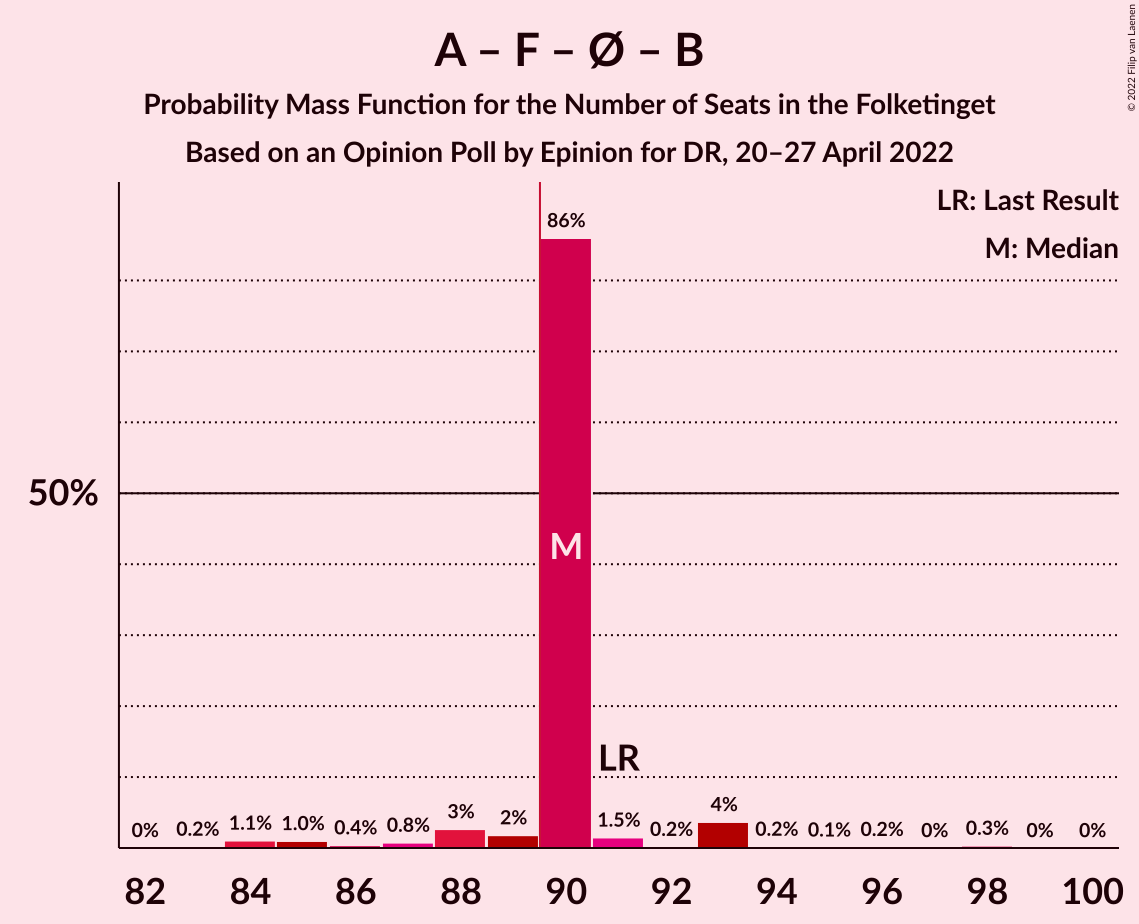 A – F – Ø – B
Probability Mass Function for the Number of Seats in the Folketinget
Based on an Opinion Poll by Epinion for DR, 20–27 April 2022
© 2022 Filip van Laenen
LR: Last Result
M: Median
86%
50%
M
LR
0% 0.2% 1.1% 1.0% 0.4% 0.8% 3% 2% 1.5% 0.2% 4% 0.2% 0.1% 0.2% 0% 0.3% 0% 0%
82 84 86 88 90 92 94 96 98 100